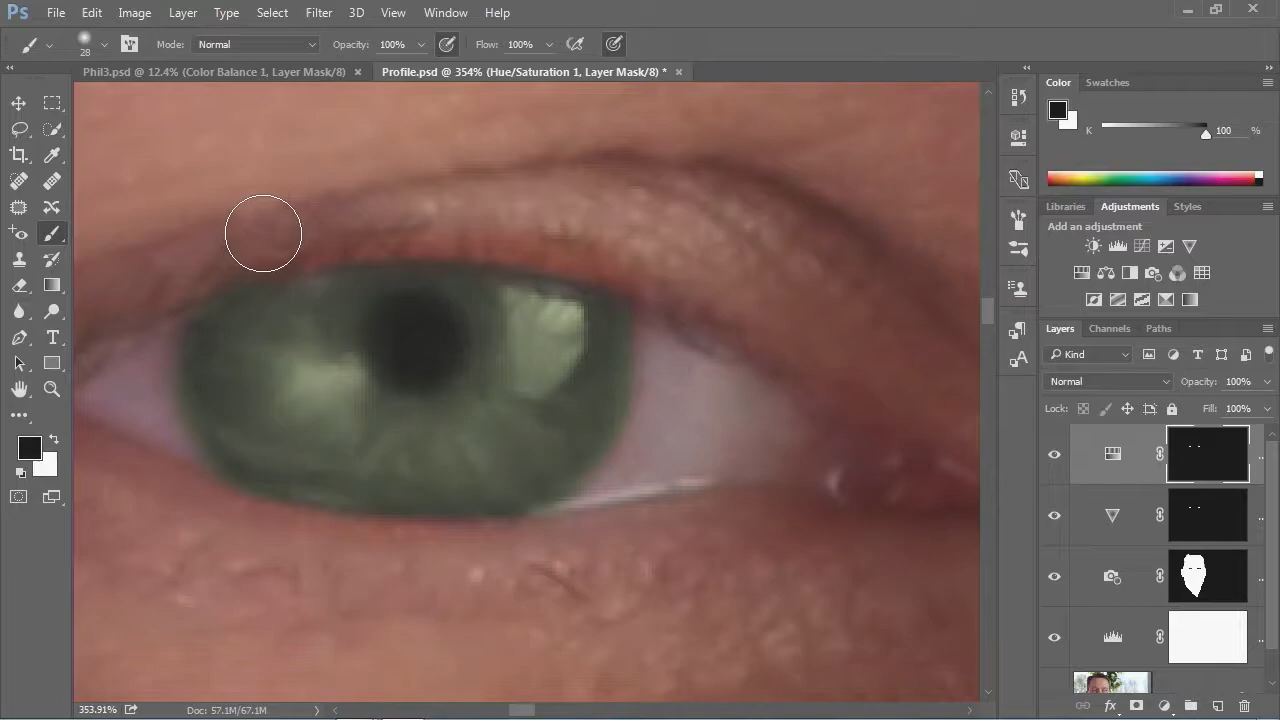 Ps File Edit Image Layer Type Select Filter 3D View Window Help
28 Mode: Normal Opacity: 100% Flow: 100%
Phil3.psd @ 12.4% (Color Balance 1, Layer Mask/8) × Profile.psd @ 354% (Hue/Saturation 1, Layer Mask/8) * ×
Color Swatches
K 100 %
Libraries Adjustments Styles
Add an adjustment
Layers Channels Paths
Kind
Normal Opacity: 100%
Lock: Fill: 100%
353.91% Doc: 57.1M/67.1M